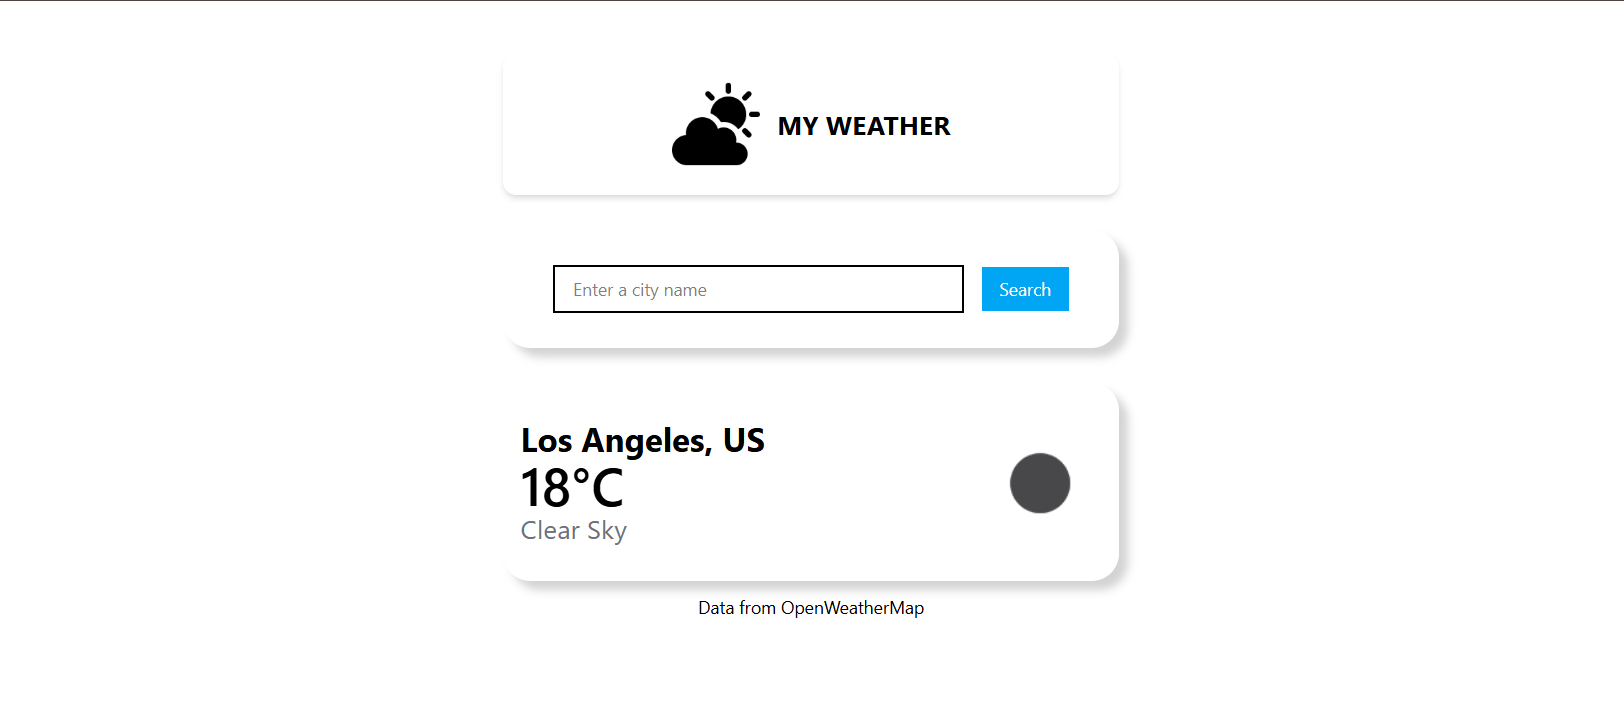 MY WEATHER
Enter a city name
Search
Los Angeles, US
18°C
Clear Sky
Data from OpenWeatherMap